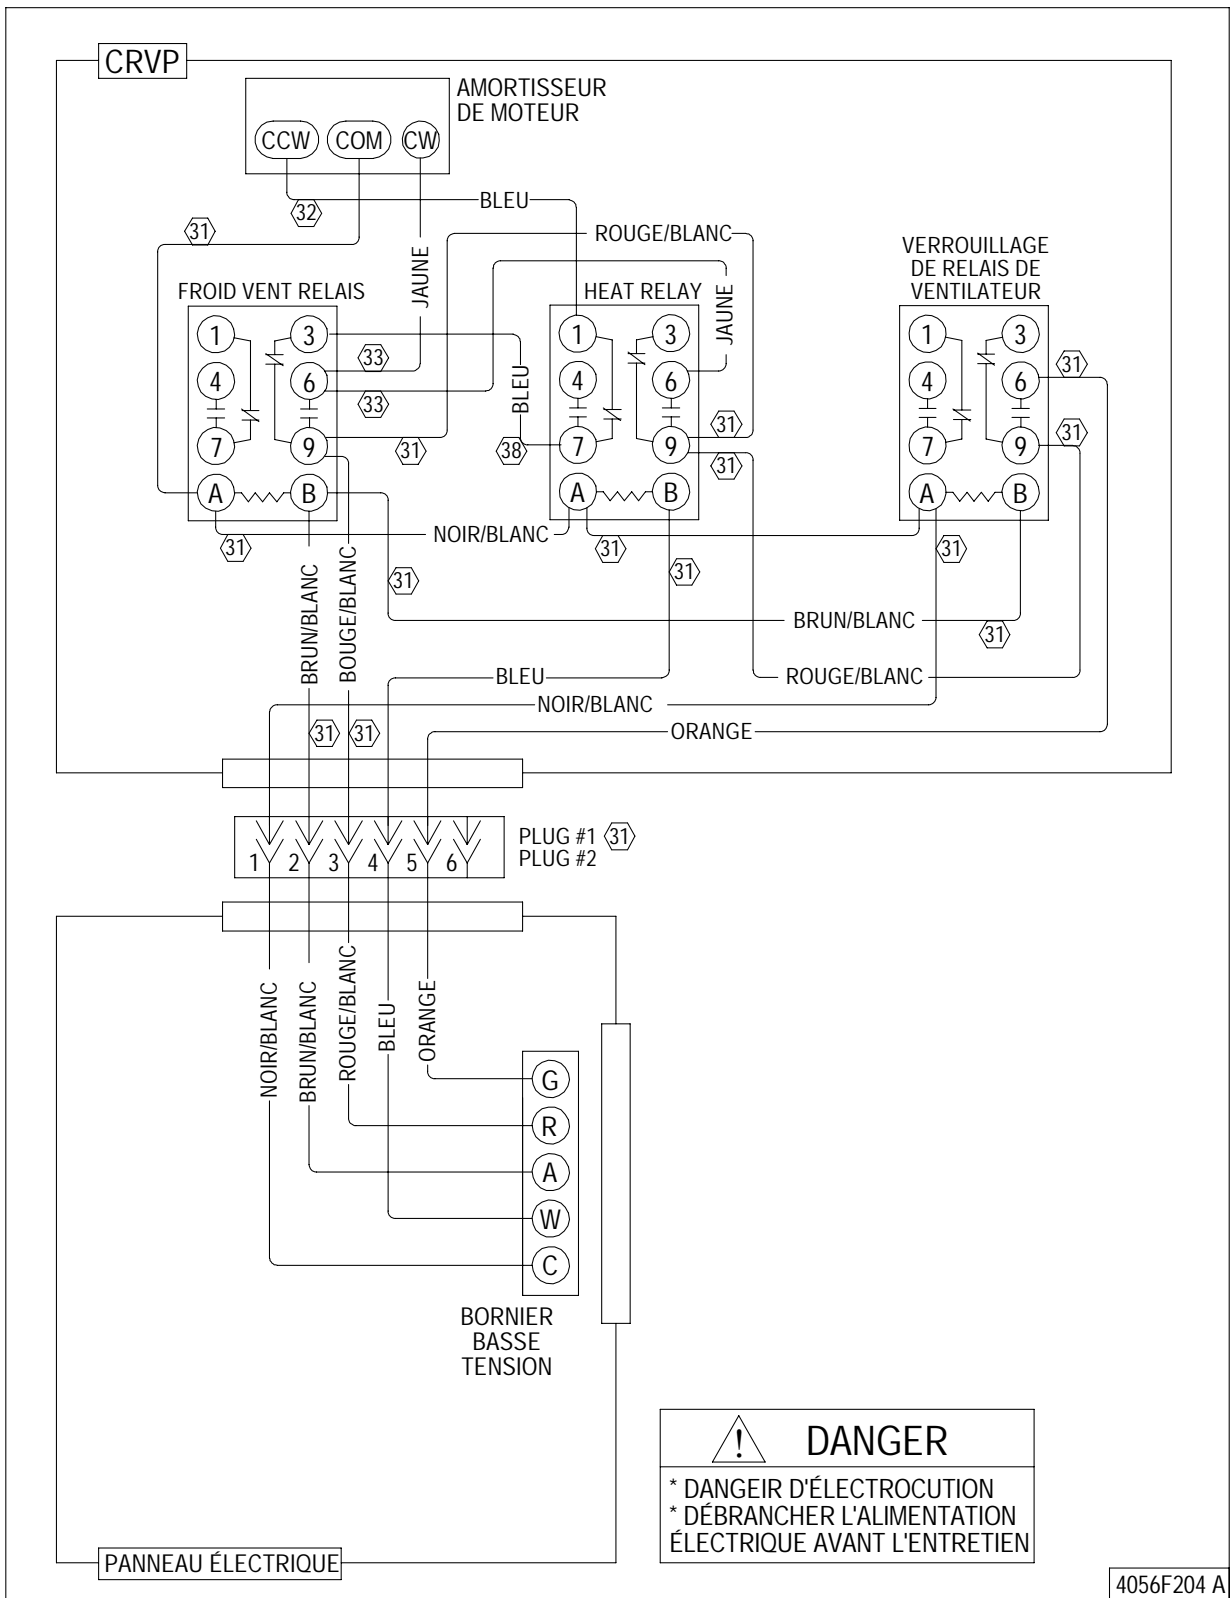 CRVP
AMORTISSEUR
DE MOTEUR
CCW
COM
CW
32
BLEU
31
ROUGE/BLANC
JAUNE
JAUNE
FROID VENT RELAIS
HEAT RELAY
VERROUILLAGE
DE RELAIS DE
VENTILATEUR
1 3
4 6
7 9
A B
1 3
4 6
7 9
A B
1 3
4 6
7 9
A B
33
33
BLEU
31
38
31
31
31
31
NOIR/BLANC
31
31
31
31
31
BRUN/BLANC
31
BRUN/BLANC
BOUGE/BLANC
BLEU
ROUGE/BLANC
NOIR/BLANC
31
31
ORANGE
1 2 3 4 5 6
PLUG #1 31
PLUG #2
NOIR/BLANC
BRUN/BLANC
ROUGE/BLANC
BLEU
ORANGE
G
R
A
W
C
BORNIER
BASSE
TENSION
DANGER
* DANGEIR D'ÉLECTROCUTION
* DÉBRANCHER L'ALIMENTATION
ÉLECTRIQUE AVANT L'ENTRETIEN
PANNEAU ÉLECTRIQUE
4056F204 A